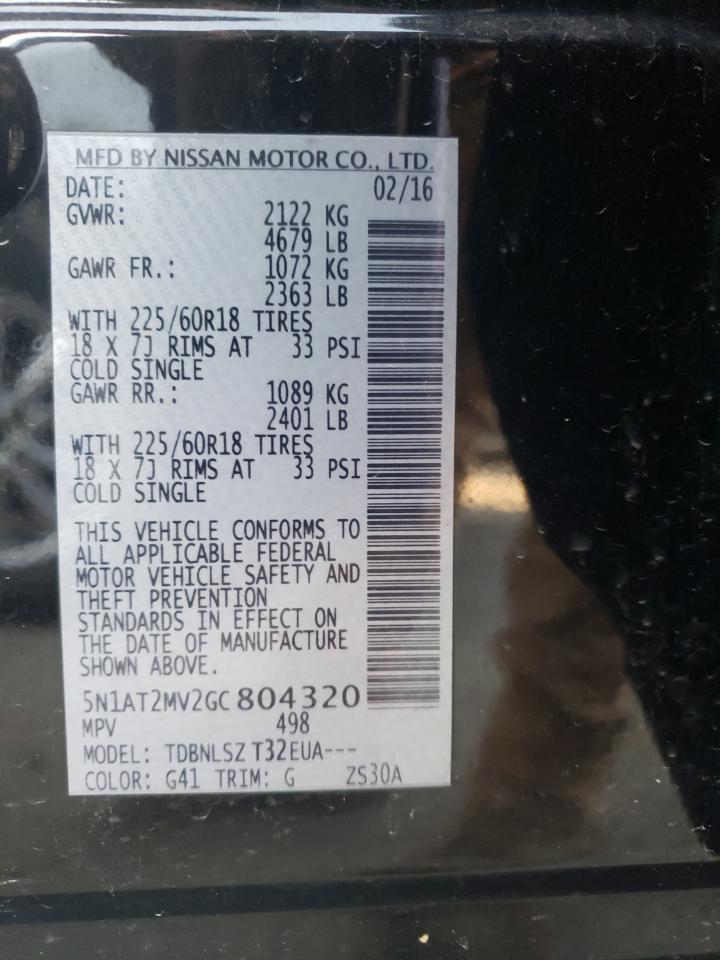 MFD BY NISSAN MOTOR CO., LTD.
DATE: 02/16
GVWR: 2122 KG
4679 LB
GAWR FR.: 1072 KG
2363 LB
WITH 225/60R18 TIRES
18 X 7J RIMS AT 33 PSI
COLD SINGLE
GAWR RR.: 1089 KG
2401 LB
WITH 225/60R18 TIRES
18 X 7J RIMS AT 33 PSI
COLD SINGLE
THIS VEHICLE CONFORMS TO
ALL APPLICABLE FEDERAL
MOTOR VEHICLE SAFETY AND
THEFT PREVENTION
STANDARDS IN EFFECT ON
THE DATE OF MANUFACTURE
SHOWN ABOVE.
5N1AT2MV2GC804320
MPV 498
MODEL: TDBNLSZ T32EUA---
COLOR: G41 TRIM: G ZS30A